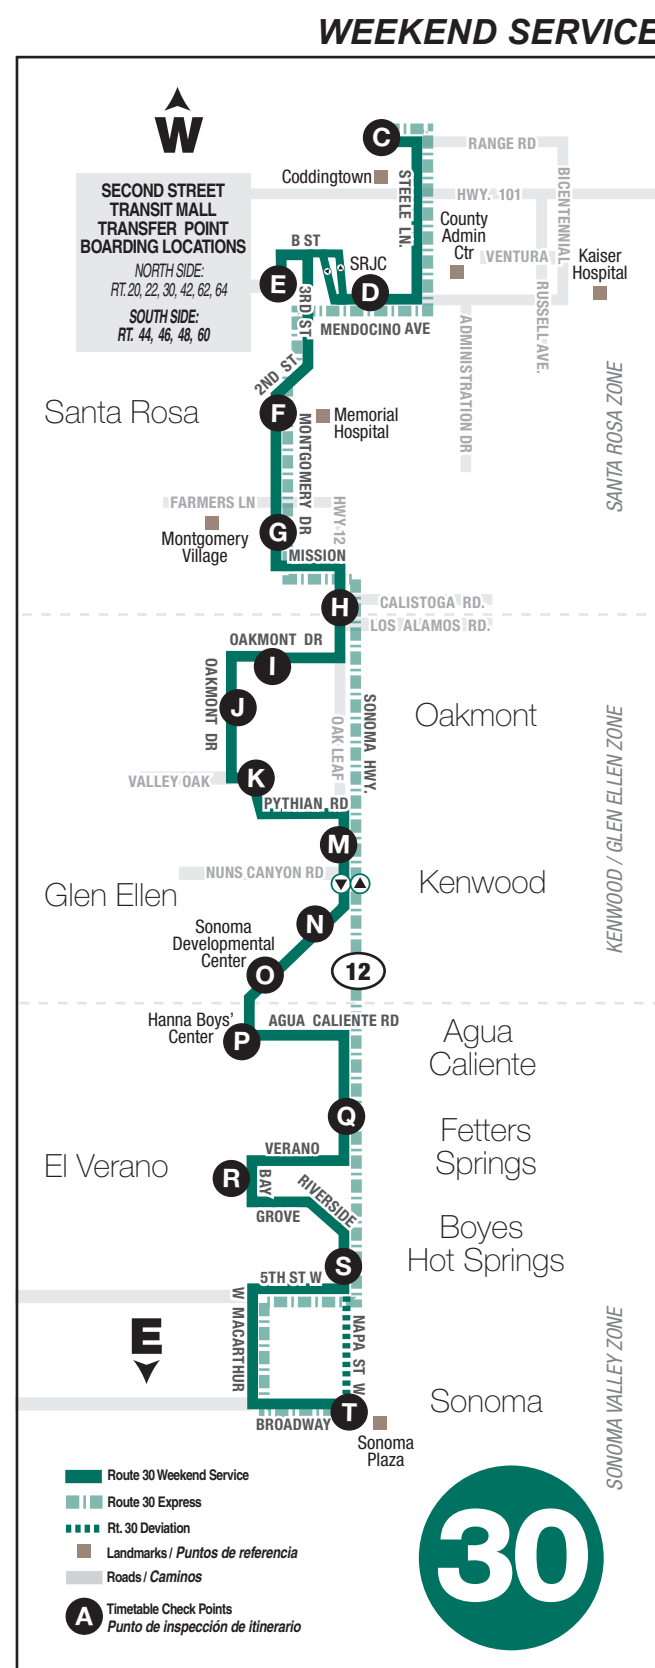 WEEKEND SERVICE
W
C
RANGE RD
Coddingtown
STEELE LN.
BICENTENNIAL
HWY. 101
SECOND STREET
TRANSIT MALL
TRANSFER POINT
BOARDING LOCATIONS
NORTH SIDE:
RT. 20, 22, 30, 42, 62, 64
SOUTH SIDE:
RT. 44, 46, 48, 60
County
Admin
Ctr
VENTURA
Kaiser
Hospital
RUSSELL AVE.
B ST
SRJC
E
D
3RD ST
MENDOCINO AVE
ADMINISTRATION DR
2ND ST
SANTA ROSA ZONE
Santa Rosa
F
Memorial
Hospital
MONTGOMERY DR
FARMERS LN
HWY 12
Montgomery
Village
G
MISSION
H
CALISTOGA RD.
LOS ALAMOS RD.
OAKMONT DR
I
OAKMONT DR
J
OAK LEAF
SONOMA HWY.
Oakmont
KENWOOD / GLEN ELLEN ZONE
VALLEY OAK
K
PYTHIAN RD
M
NUNS CANYON RD
Kenwood
Glen Ellen
N
Sonoma
Developmental
Center
O
12
Hanna Boys'
Center
P
AGUA CALIENTE RD
Agua
Caliente
Q
Fetters
Springs
VERANO
El Verano
R
BAY
RIVERSIDE
GROVE
Boyes
Hot Springs
S
5TH ST W
W MACARTHUR
NAPA ST W
E
SONOMA VALLEY ZONE
Sonoma
T
BROADWAY
Sonoma
Plaza
Route 30 Weekend Service
Route 30 Express
Rt. 30 Deviation
Landmarks / Puntos de referencia
Roads / Caminos
A
Timetable Check Points
Punto de inspección de itinerario
30